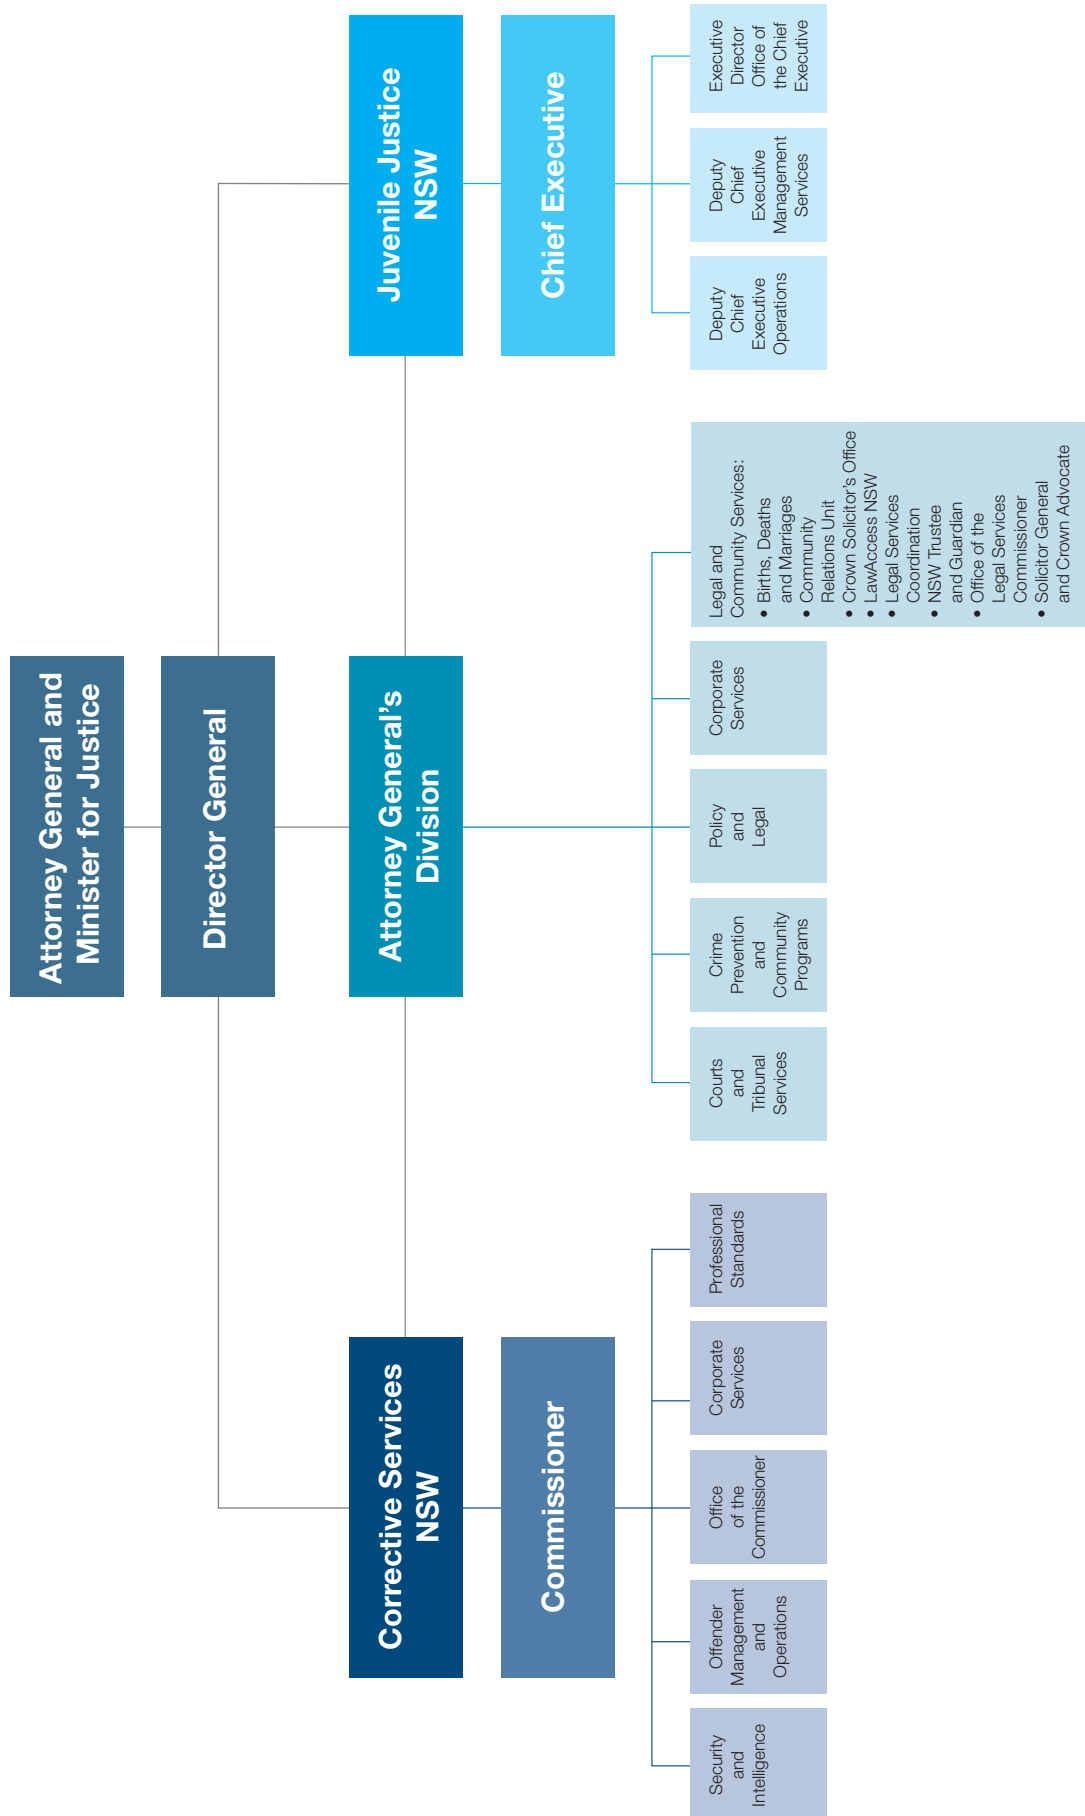 Attorney General and
Minister for Justice
Director General
Corrective Services
NSW
Attorney General’s
Division
Juvenile Justice
NSW
Commissioner
Chief Executive
Security
and
Intelligence
Offender
Management
and
Operations
Office
of the
Commissioner
Corporate
Services
Professional
Standards
Courts
and
Tribunal
Services
Crime
Prevention
and
Community
Programs
Policy
and
Legal
Corporate
Services
Legal and
Community Services:
• Births, Deaths
and Marriages
• Community
Relations Unit
• Crown Solicitor’s Office
• LawAccess NSW
• Legal Services
Coordination
• NSW Trustee
and Guardian
• Office of the
Legal Services
Commissioner
• Solicitor General
and Crown Advocate
Deputy
Chief
Executive
Operations
Deputy
Chief
Executive
Management
Services
Executive
Director
Office of
the Chief
Executive